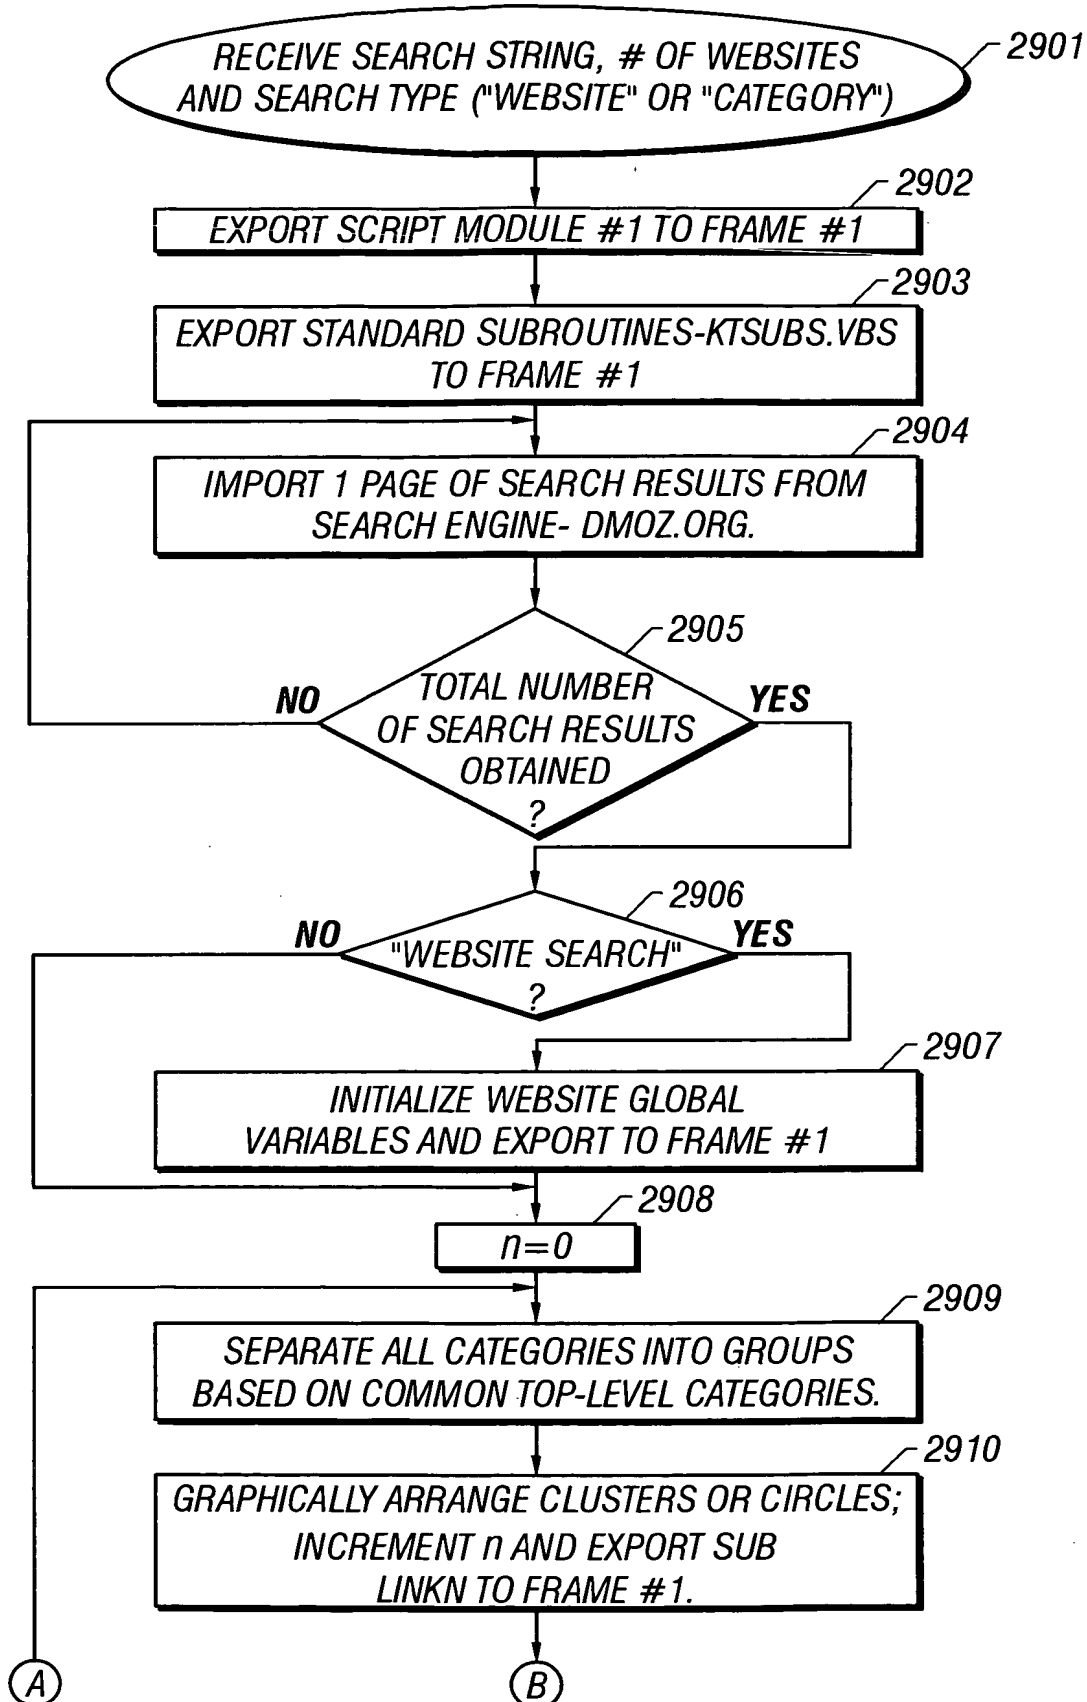 RECEIVE SEARCH STRING, # OF WEBSITES
AND SEARCH TYPE ("WEBSITE" OR "CATEGORY")
2901
2902
EXPORT SCRIPT MODULE #1 TO FRAME #1
2903
EXPORT STANDARD SUBROUTINES-KTSUBS.VBS
TO FRAME #1
2904
IMPORT 1 PAGE OF SEARCH RESULTS FROM
SEARCH ENGINE- DMOZ.ORG.
2905
NO
YES
TOTAL NUMBER
OF SEARCH RESULTS
OBTAINED
?
2906
NO
YES
"WEBSITE SEARCH"
?
2907
INITIALIZE WEBSITE GLOBAL
VARIABLES AND EXPORT TO FRAME #1
2908
n=0
2909
SEPARATE ALL CATEGORIES INTO GROUPS
BASED ON COMMON TOP-LEVEL CATEGORIES.
2910
GRAPHICALLY ARRANGE CLUSTERS OR CIRCLES;
INCREMENT n AND EXPORT SUB
LINKN TO FRAME #1.
A
B